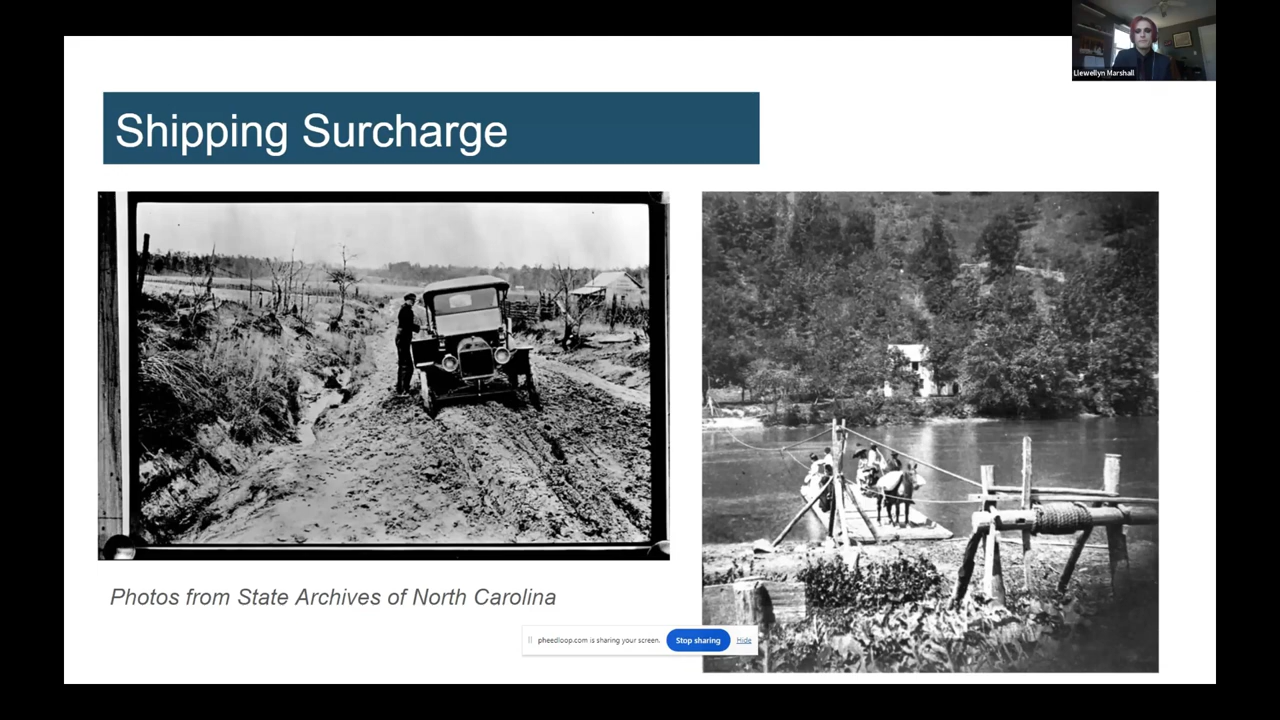 Llewellyn Marshall
Shipping Surcharge
Photos from State Archives of North Carolina
pheedloop.com is sharing your screen. Stop sharing Hide